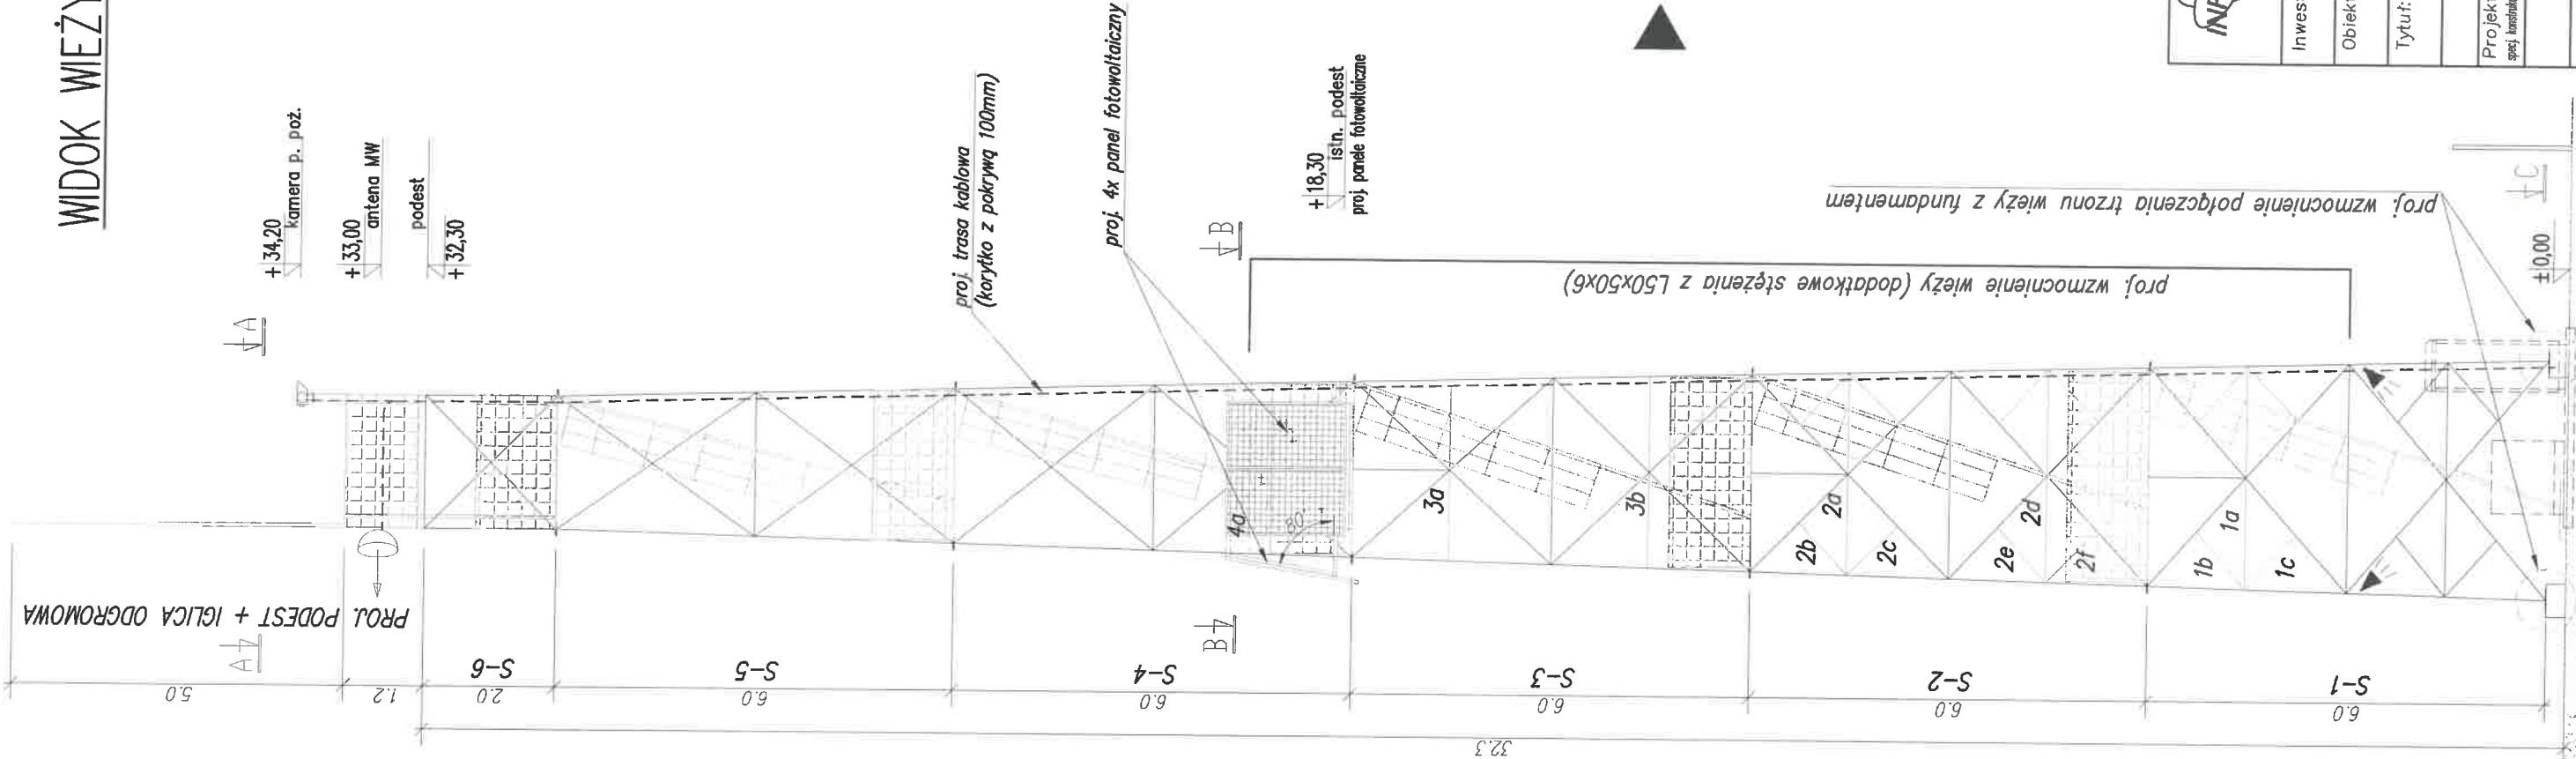 WIDOK WIEŻY
+34,20
kamera p. poż.
+33,00
antena MW
podest
+32,30
A
A
proj. trasa kablowa
(korytko z pokrywą 100mm)
proj. 4x panel fotowoltaiczny
B
B
+18,30
istn. podest
proj. panele fotowoltaiczne
proj. wzmocnienie wieży (dodatkowe stężenia z L50x50x6)
proj. wzmocnienie połączenia trzonu wieży z fundamentem
C
±0,00
PROJ. PODEST + IGLICA ODGROMOWA
5.0
1.2
2.0
S-6
6.0
S-5
6.0
S-4
6.0
S-3
6.0
S-2
6.0
S-1
32.3
4a
80°
3a
3b
2a
2b
2c
2d
2e
2f
1a
1b
1c
Inwes
Obiek
Tytuł:
Projek